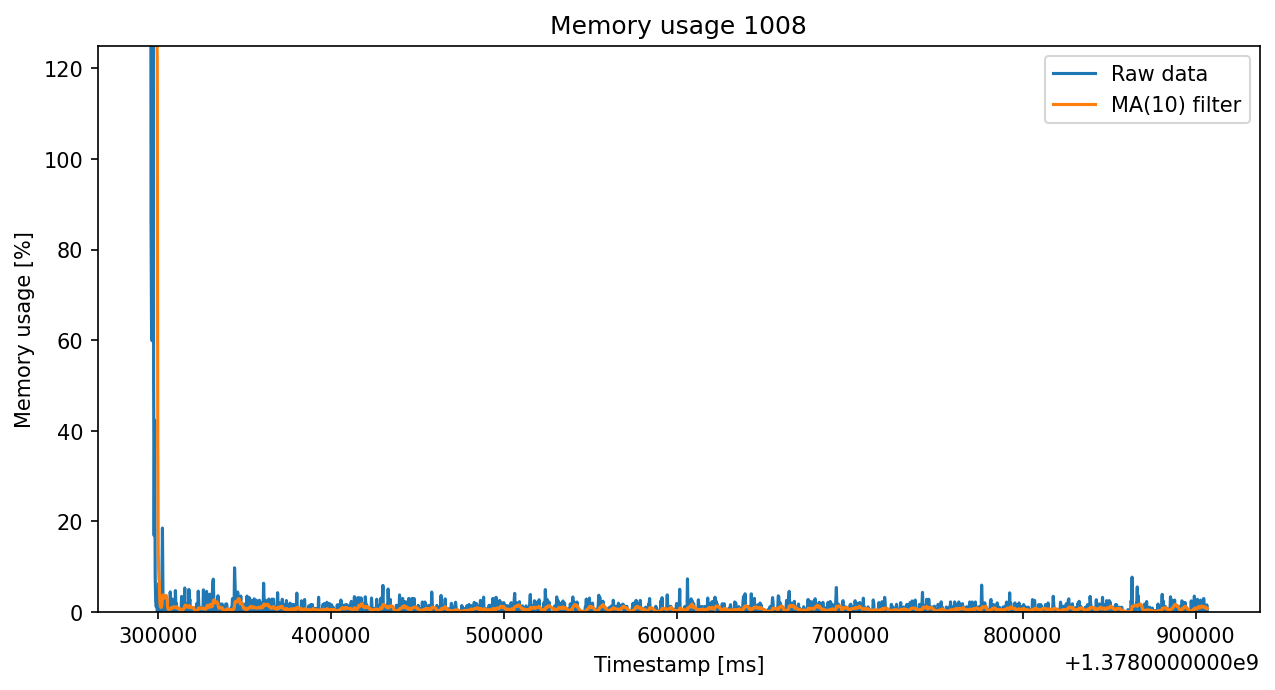 Memory usage 1008
Raw data
MA(10) filter
Memory usage [%]
120
100
80
60
40
20
0
300000 400000 500000 600000 700000 800000 900000
Timestamp [ms]
+1.3780000000e9